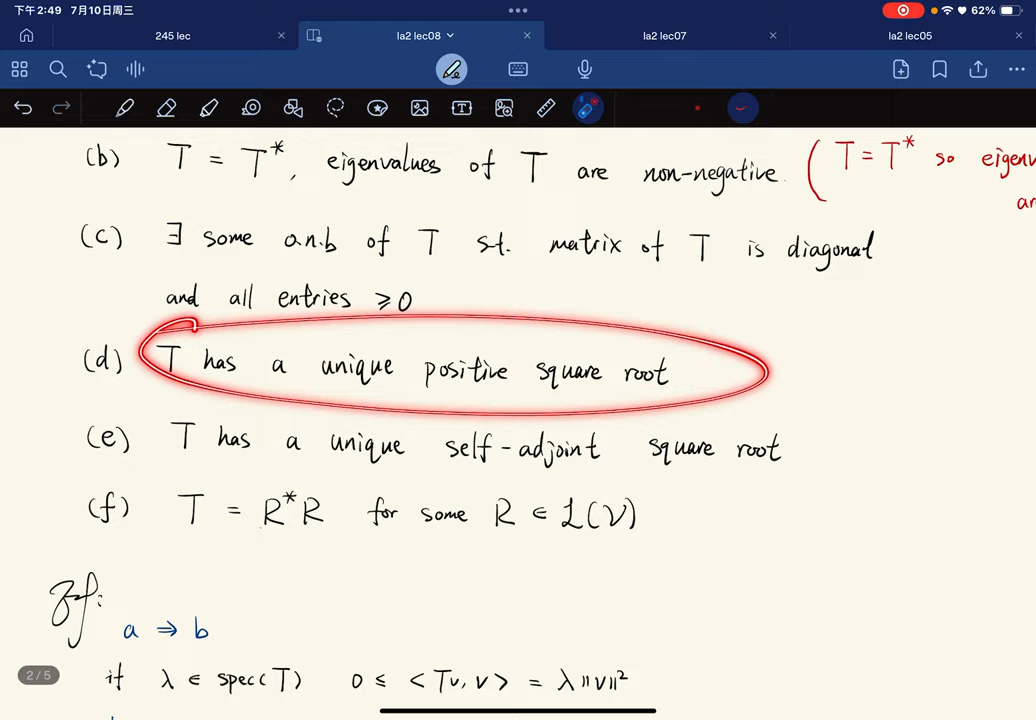 下午2:49 7月10日周三
62%
245 lec
la2 lec08
la2 lec07
la2 lec05
(b) T = T*, eigenvalues of T are non-negative. ( T = T* so eigenv
ar
(c) ∃ some o.n.b of T s.t. matrix of T is diagonal
and all entries ⩾ 0
(d) T has a unique positive square root
(e) T has a unique self-adjoint square root
(f) T = R*R for some R ∈ L(V)
Pf:
a ⇒ b
2/5
if λ ∈ spec(T) 0 ≤ <Tv, v> = λ ||v||²